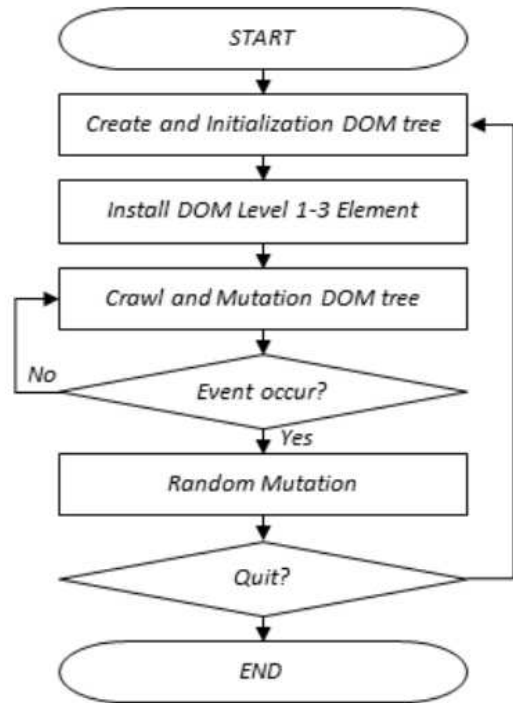 START
Create and Initialization DOM tree
Install DOM Level 1-3 Element
Crawl and Mutation DOM tree
No
Event occur?
Yes
Random Mutation
Quit?
END